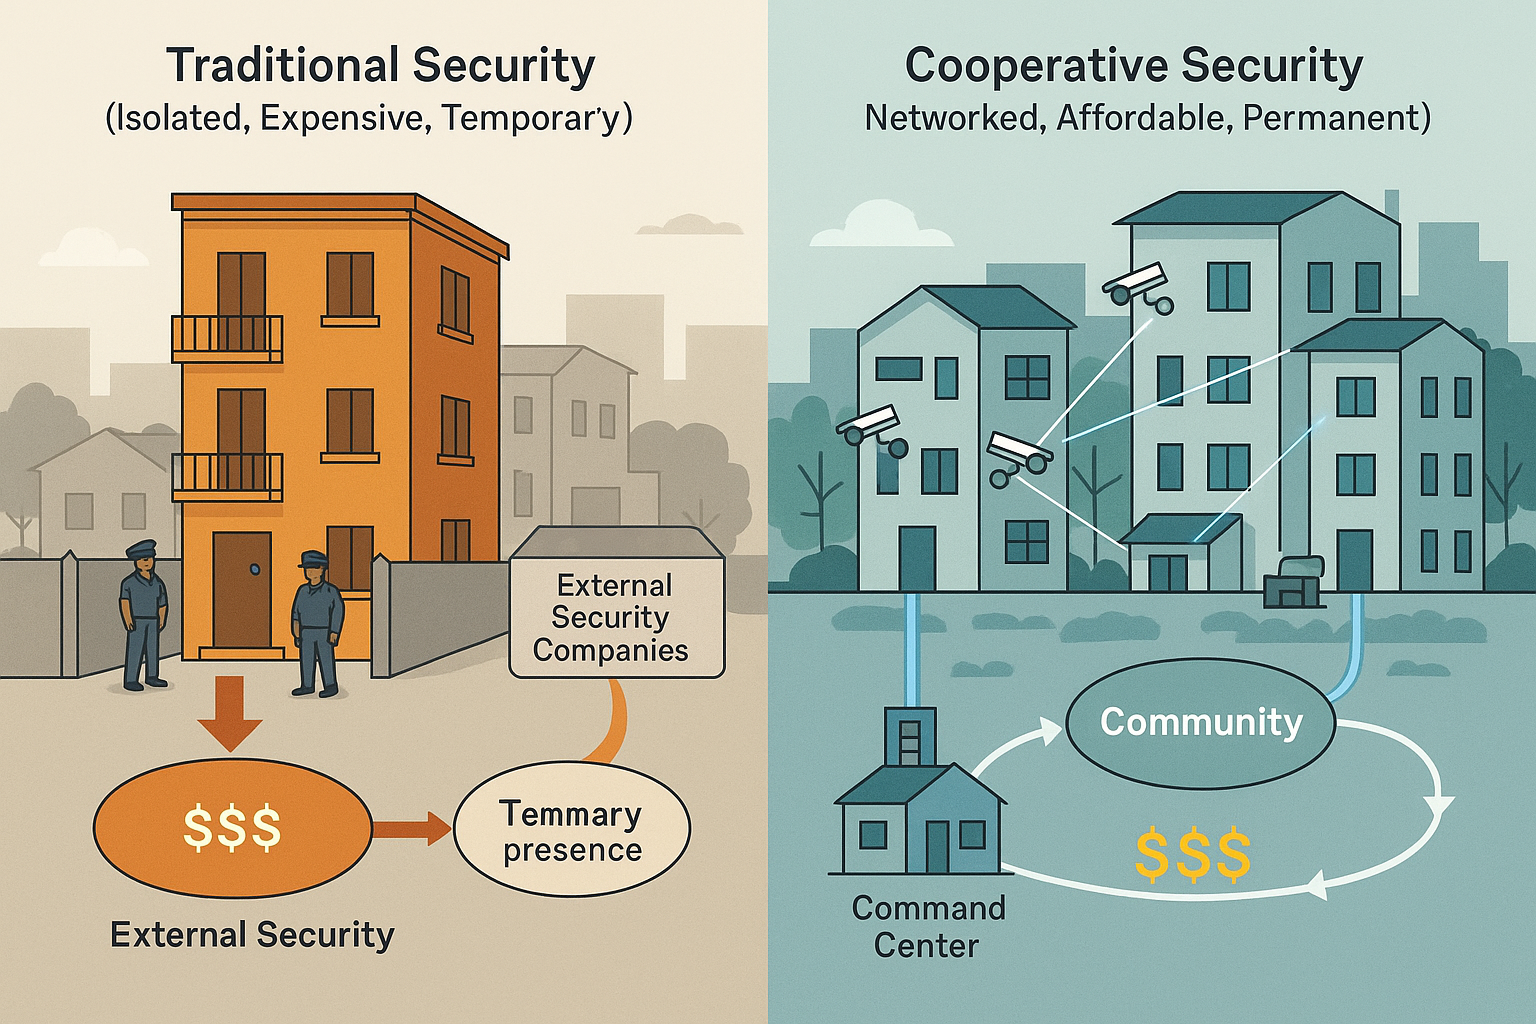 Traditional Security
(Isolated, Expensive, Temporar'y)
External
Security
Companies
$$$
Temmary
presence
External Security
Cooperative Security
Networked, Affordable, Permanent)
Community
$$$
Command
Center